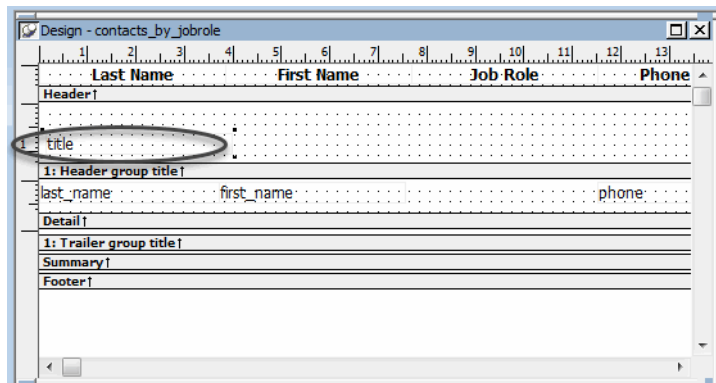 Design - contacts_by_jobrole
1 2 3 4 5 6 7 8 9 10 11 12 13
Last Name First Name Job Role Phone
Header↑
1 title
1: Header group title↑
last_name first_name phone
Detail↑
1: Trailer group title↑
Summary↑
Footer↑